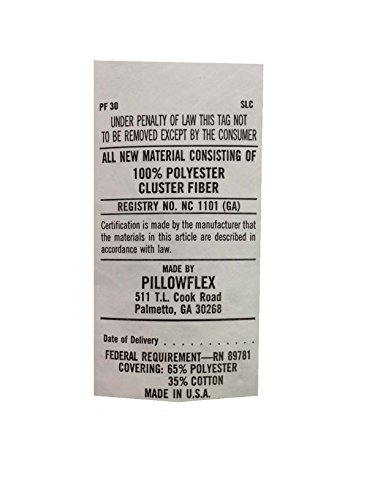 PF 30 SLC
UNDER PENALTY OF LAW THIS TAG NOT
TO BE REMOVED EXCEPT BY THE CONSUMER
ALL NEW MATERIAL CONSISTING OF
100% POLYESTER
CLUSTER FIBER
REGISTRY NO. NC 1101 (GA)
Certification is made by the manufacturer that
the materials in this article are described in
accordance with law.
MADE BY
PILLOWFLEX
511 T.L. Cook Road
Palmetto, GA 30268
Date of Delivery . . . . . . . . . . .
FEDERAL REQUIREMENT—RN 89781
COVERING: 65% POLYESTER
35% COTTON
MADE IN U.S.A.